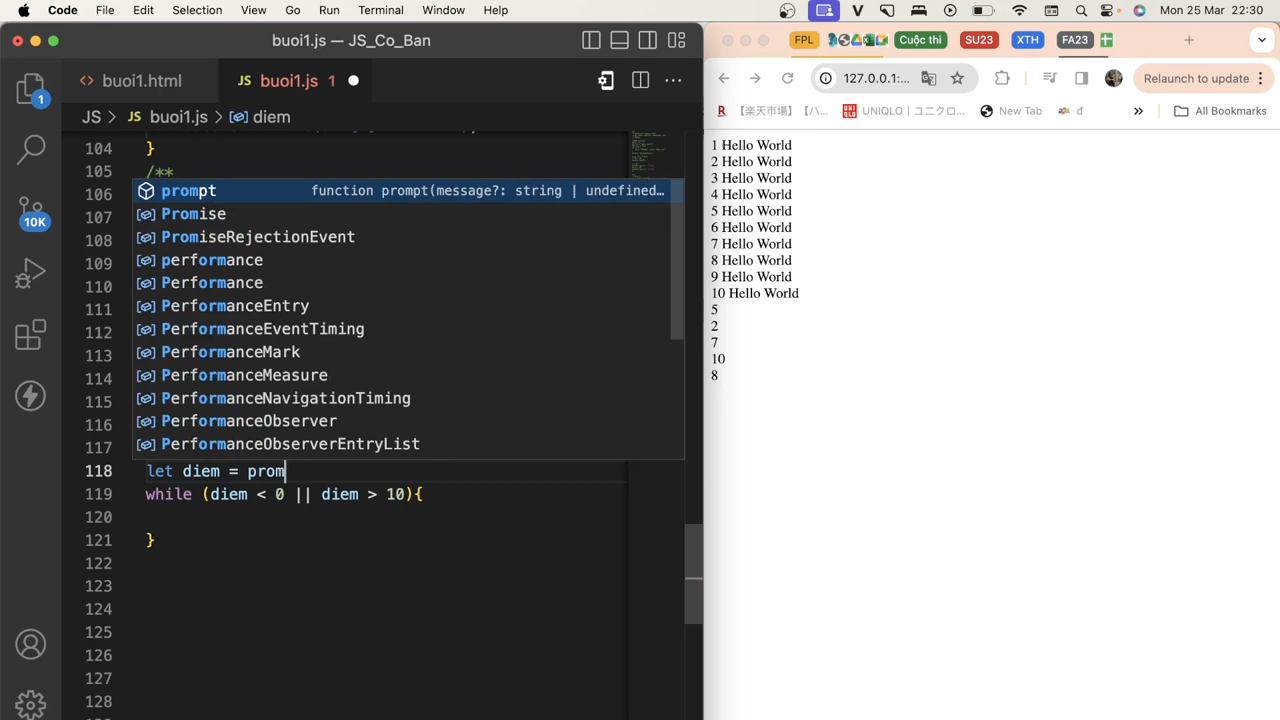 Code File Edit Selection View Go Run Terminal Window Help Mon 25 Mar 22:30
buoi1.js — JS_Co_Ban
buoi1.html
buoi1.js 1
JS > buoi1.js > diem
1
10K
104 }
105 /**
106
107
108
109
110
111
112
113
114
115
116
117
prompt function prompt(message?: string | undefined…
Promise
PromiseRejectionEvent
performance
Performance
PerformanceEntry
PerformanceEventTiming
PerformanceMark
PerformanceMeasure
PerformanceNavigationTiming
PerformanceObserver
PerformanceObserverEntryList
118 let diem = prom
119 while (diem < 0 || diem > 10){
120
121 }
122
123
124
125
126
127
128
FPL Cuộc thi SU23 XTH FA23
127.0.0.1:... Relaunch to update
【楽天市場】【ハ... UNIQLO｜ユニクロ... New Tab đ » All Bookmarks
1 Hello World
2 Hello World
3 Hello World
4 Hello World
5 Hello World
6 Hello World
7 Hello World
8 Hello World
9 Hello World
10 Hello World
5
2
7
10
8